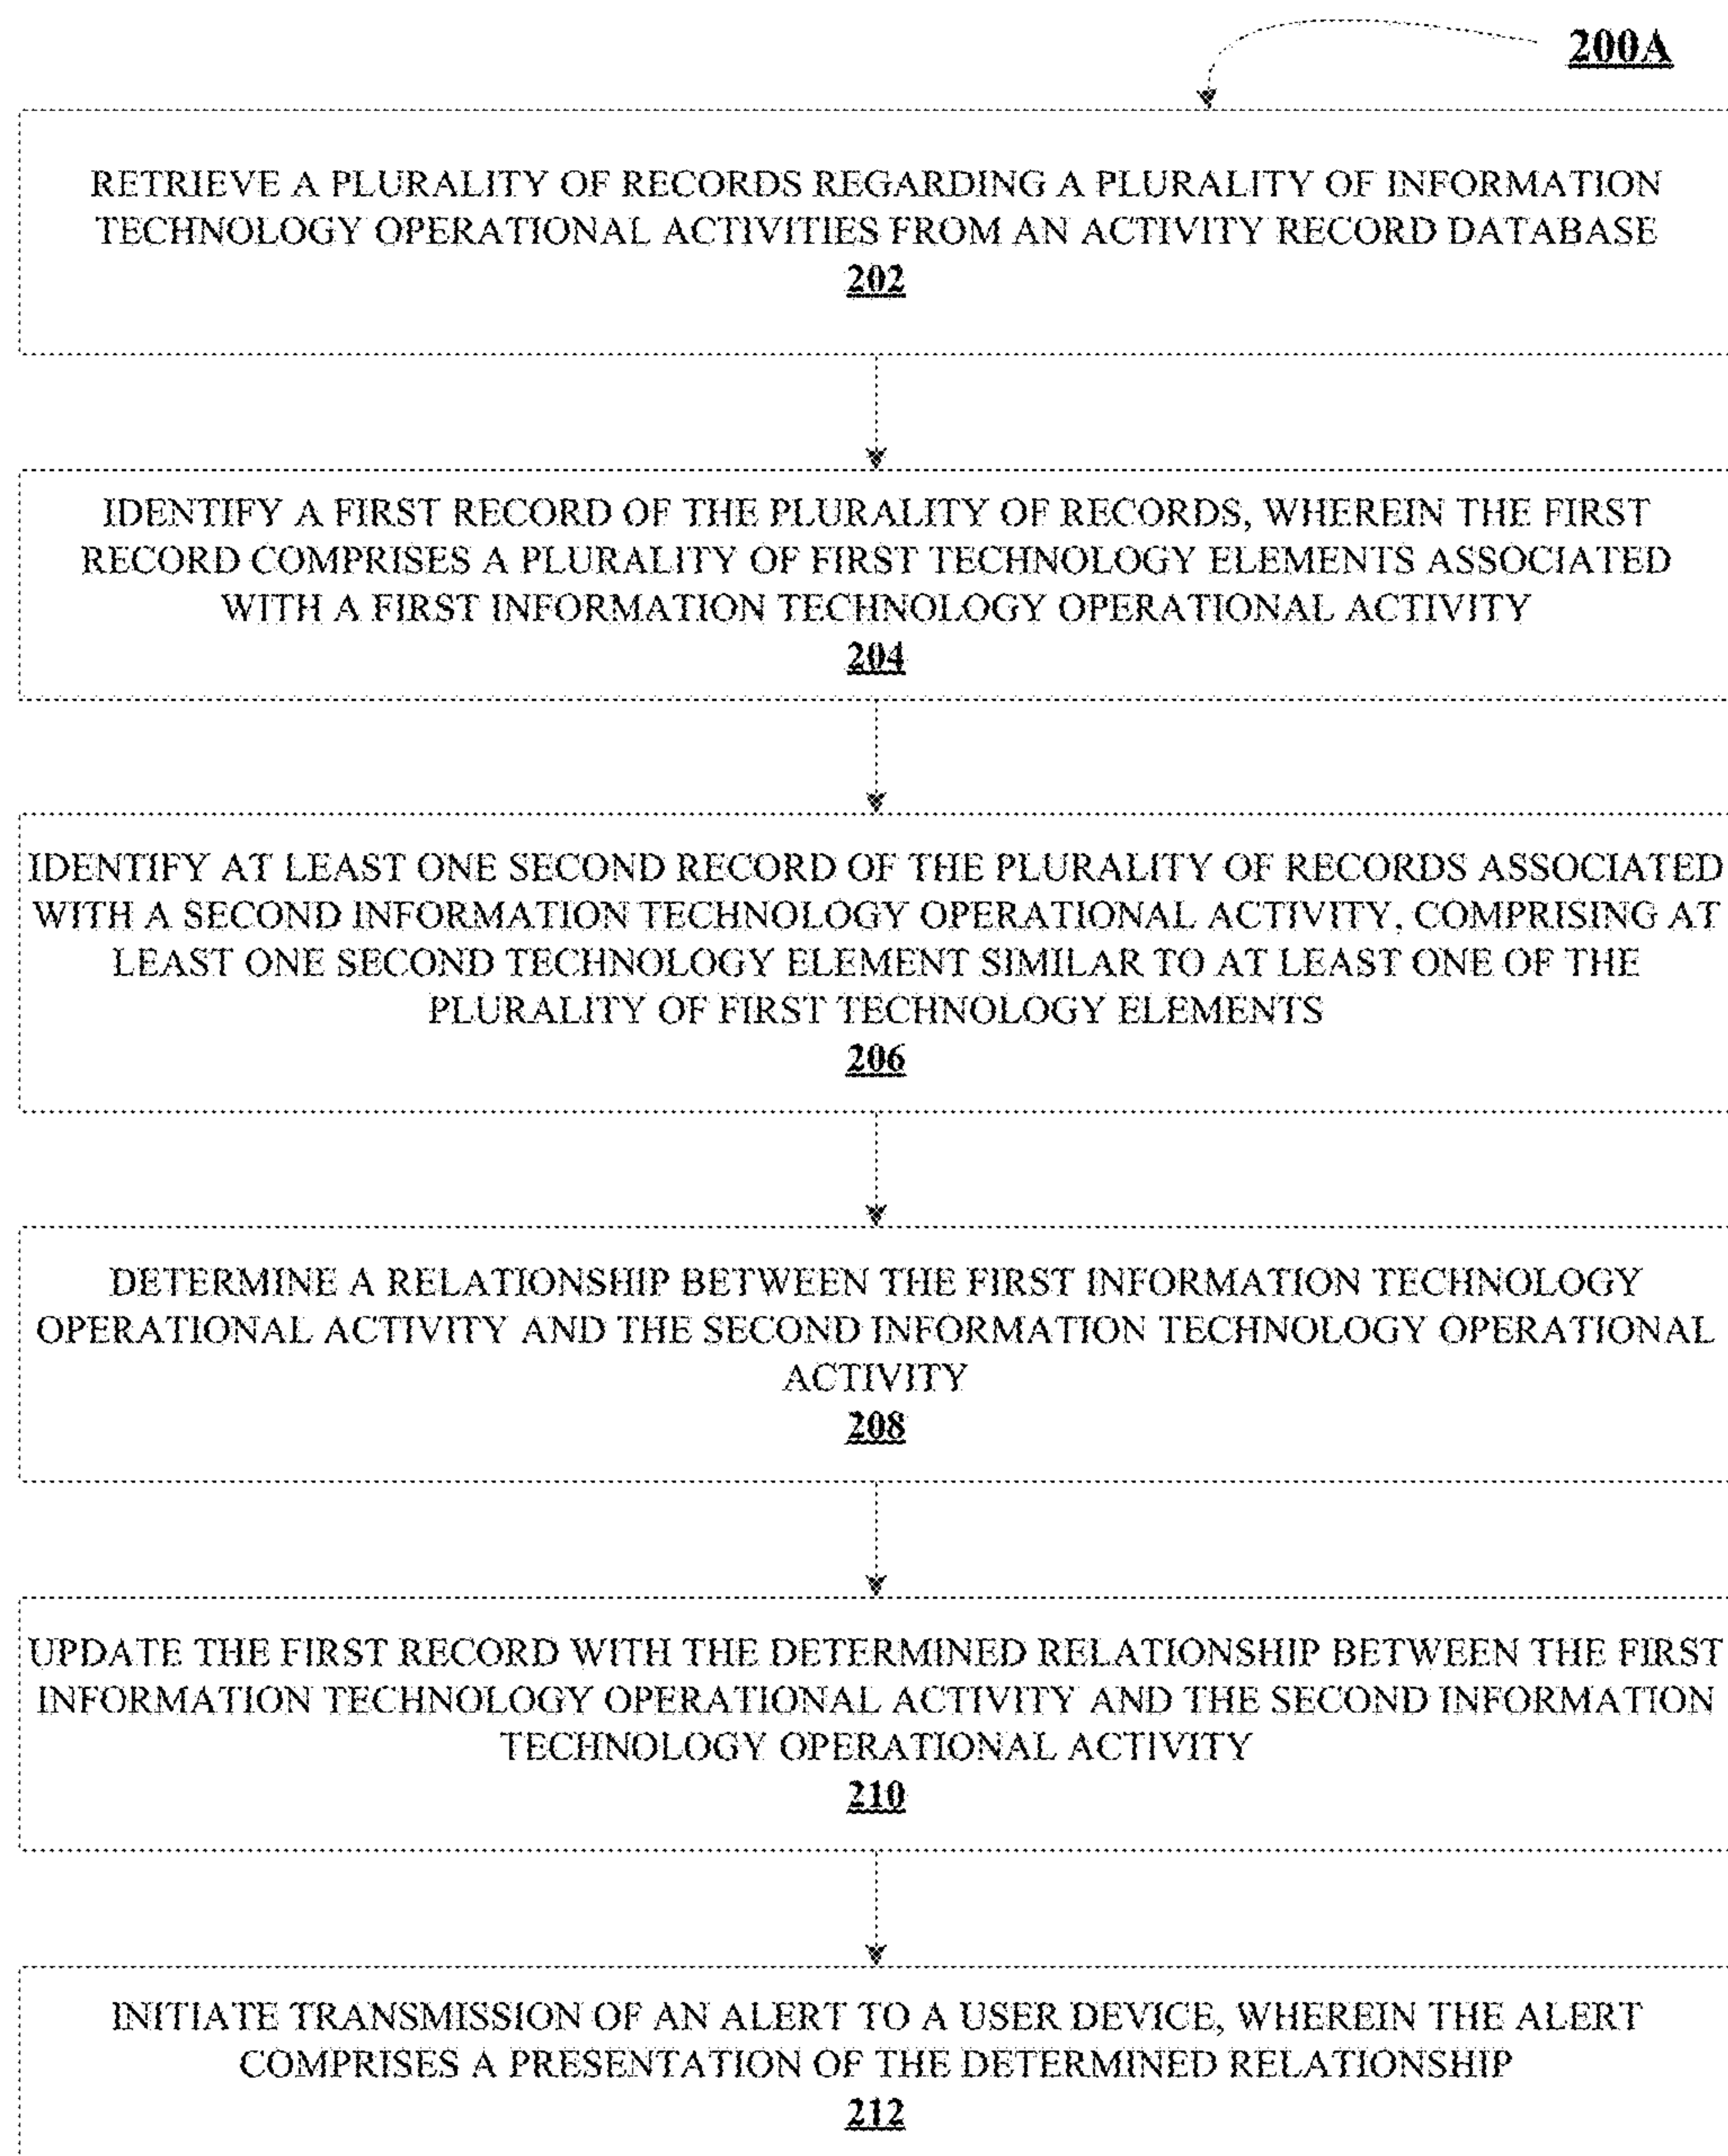 200A
RETRIEVE A PLURALITY OF RECORDS REGARDING A PLURALITY OF INFORMATION
TECHNOLOGY OPERATIONAL ACTIVITIES FROM AN ACTIVITY RECORD DATABASE
202
IDENTIFY A FIRST RECORD OF THE PLURALITY OF RECORDS, WHEREIN THE FIRST
RECORD COMPRISES A PLURALITY OF FIRST TECHNOLOGY ELEMENTS ASSOCIATED
WITH A FIRST INFORMATION TECHNOLOGY OPERATIONAL ACTIVITY
204
IDENTIFY AT LEAST ONE SECOND RECORD OF THE PLURALITY OF RECORDS ASSOCIATED
WITH A SECOND INFORMATION TECHNOLOGY OPERATIONAL ACTIVITY, COMPRISING AT
LEAST ONE SECOND TECHNOLOGY ELEMENT SIMILAR TO AT LEAST ONE OF THE
PLURALITY OF FIRST TECHNOLOGY ELEMENTS
206
DETERMINE A RELATIONSHIP BETWEEN THE FIRST INFORMATION TECHNOLOGY
OPERATIONAL ACTIVITY AND THE SECOND INFORMATION TECHNOLOGY OPERATIONAL
ACTIVITY
208
UPDATE THE FIRST RECORD WITH THE DETERMINED RELATIONSHIP BETWEEN THE FIRST
INFORMATION TECHNOLOGY OPERATIONAL ACTIVITY AND THE SECOND INFORMATION
TECHNOLOGY OPERATIONAL ACTIVITY
210
INITIATE TRANSMISSION OF AN ALERT TO A USER DEVICE, WHEREIN THE ALERT
COMPRISES A PRESENTATION OF THE DETERMINED RELATIONSHIP
212